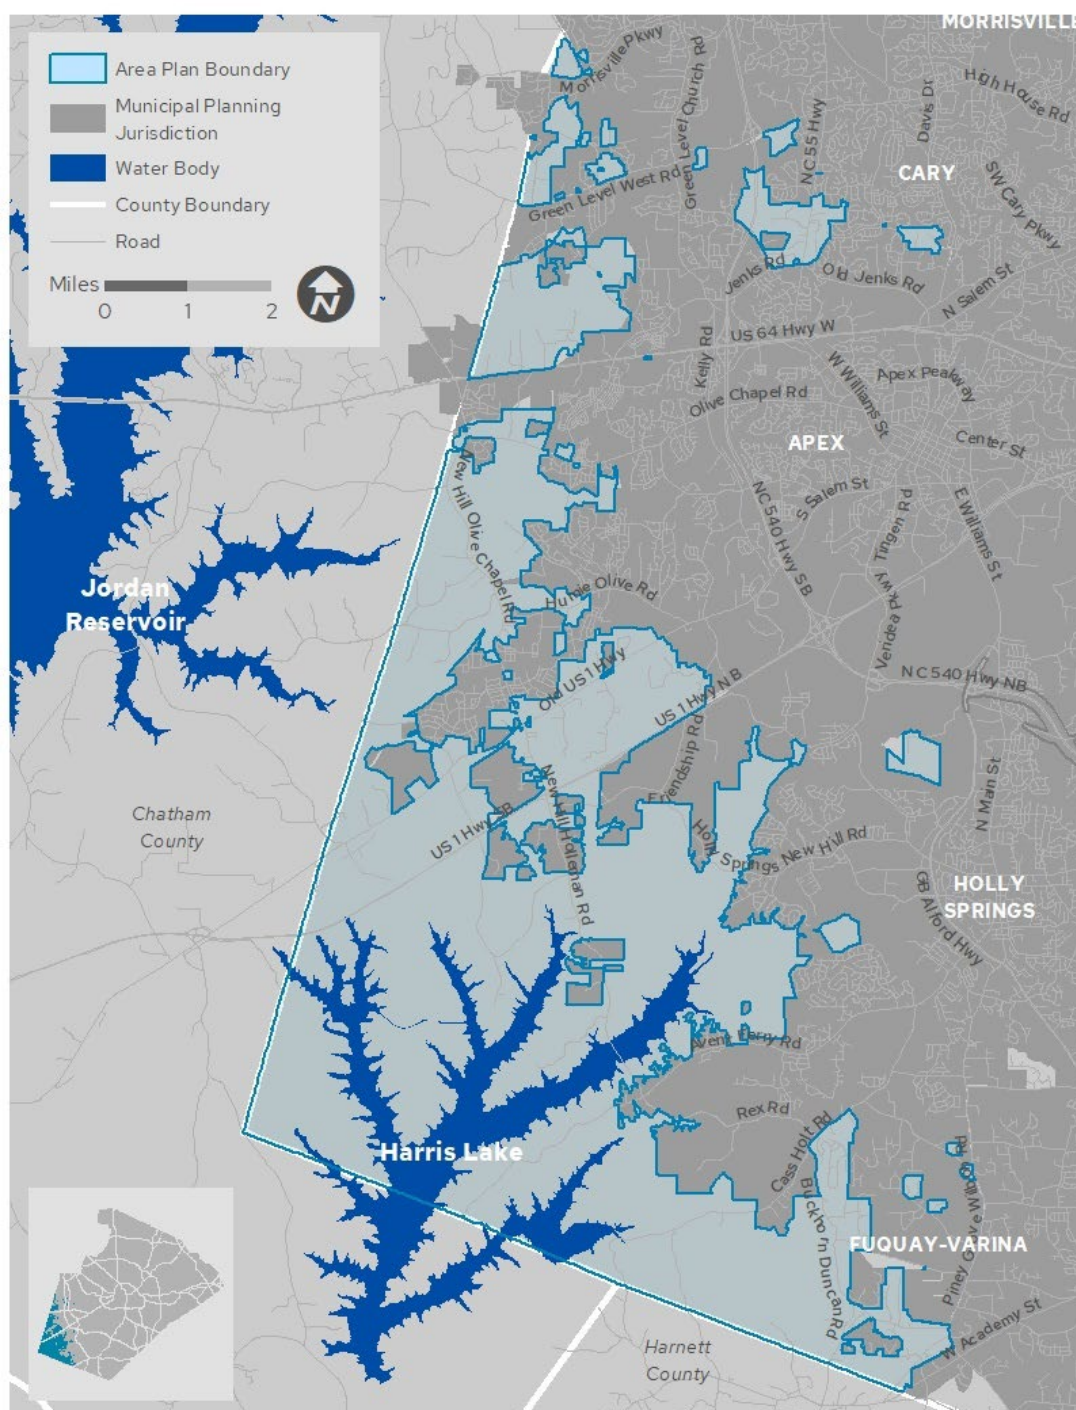 MORRISVILLE
Area Plan Boundary
Municipal Planning
Jurisdiction
Water Body
County Boundary
Road
Miles
0 1 2
N
Morrisville Pkwy
Green Level Church Rd
NC 55 Hwy
Davis Dr
High House Rd
CARY
SW Cary Pkwy
Green Level West Rd
Jenks Rd
Old Jenks Rd
N Salem St
US 64 Hwy W
Kelly Rd
W Williams St
Apex Peakway
Olive Chapel Rd
APEX
Center St
New Hill Olive Chapel Rd
NC 540 Hwy SB
S Salem St
Tingen Rd
E Williams St
Jordan
Reservoir
Humie Olive Rd
Vendea Pkwy
Old US 1 Hwy
US 1 Hwy NB
NC 540 Hwy NB
Friendship Rd
N Main St
Chatham
County
US 1 Hwy SB
New Hill Holleman Rd
Holly Springs New Hill Rd
HOLLY
SPRINGS
GB Alford Hwy
Avent Ferry Rd
Rex Rd
Cass Holt Rd
Harris Lake
Buckhorn Duncan Rd
Piney Grove Wilbon Rd
FUQUAY-VARINA
W Academy St
Harnett
County